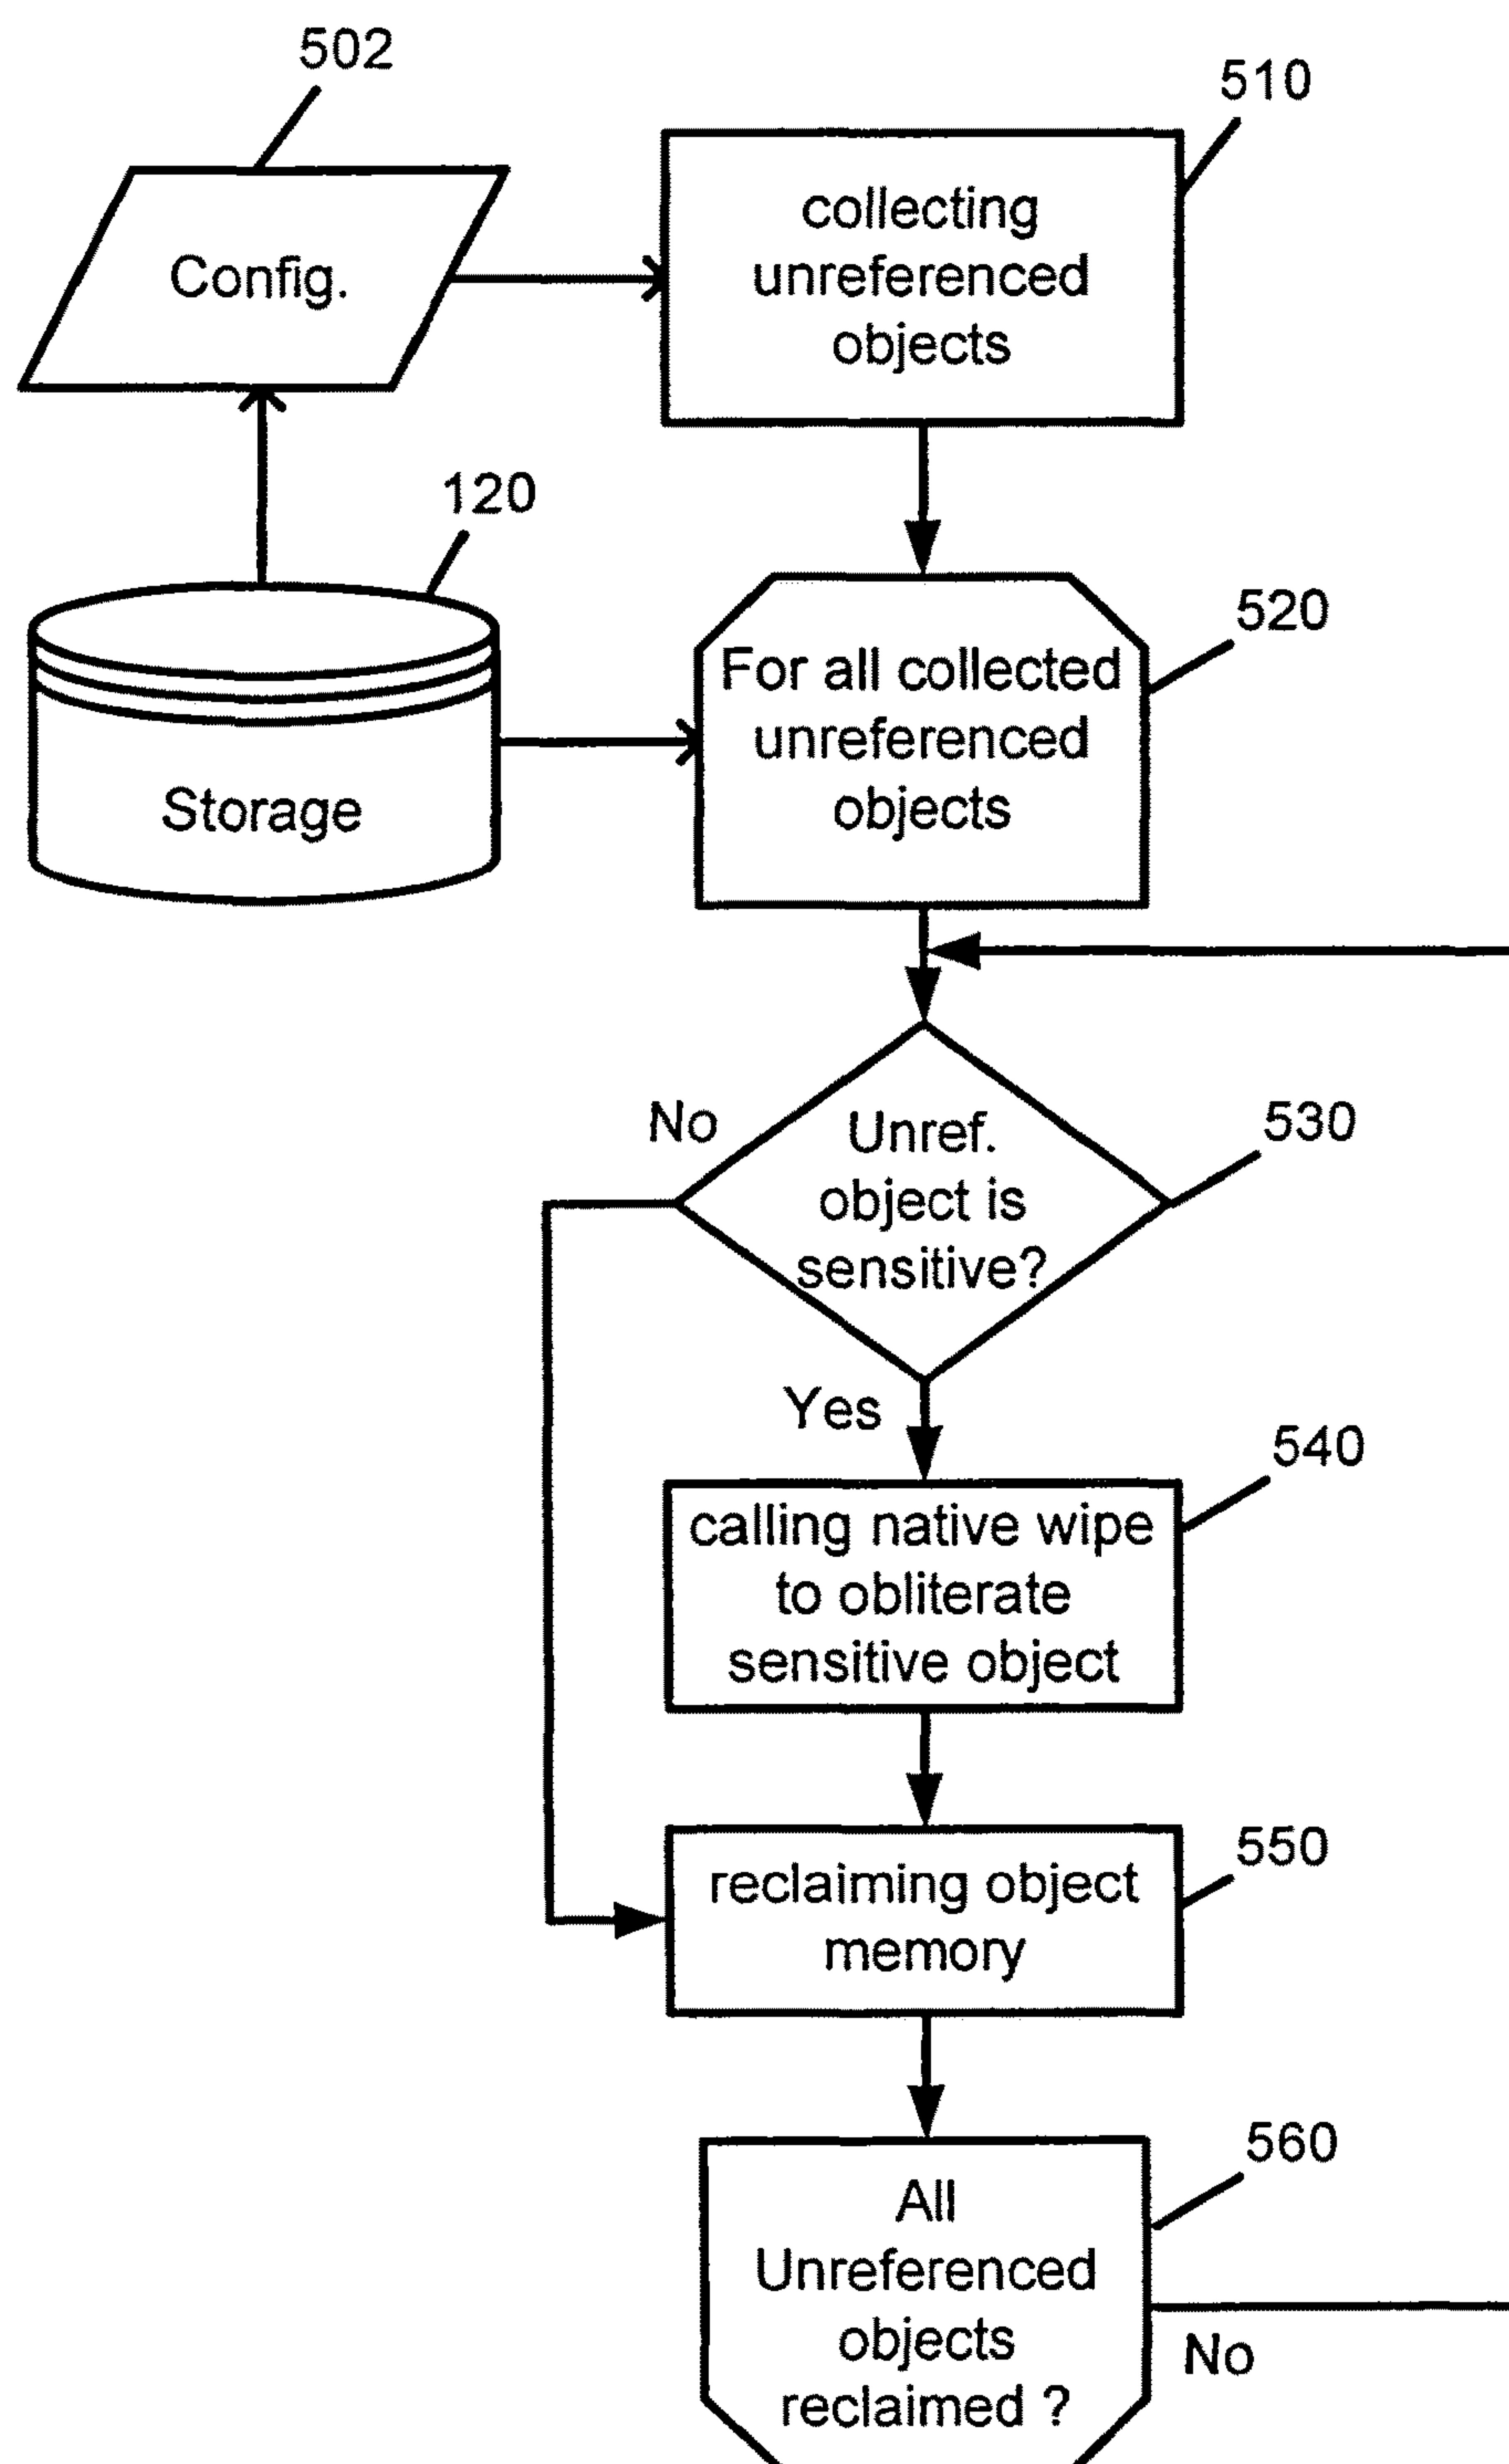 502
510
Config.
collecting
unreferenced
objects
120
520
Storage
For all collected
unreferenced
objects
No
530
Unref.
object is
sensitive?
Yes
540
calling native wipe
to obliterate
sensitive object
550
reclaiming object
memory
560
All
Unreferenced
objects
reclaimed ?
No